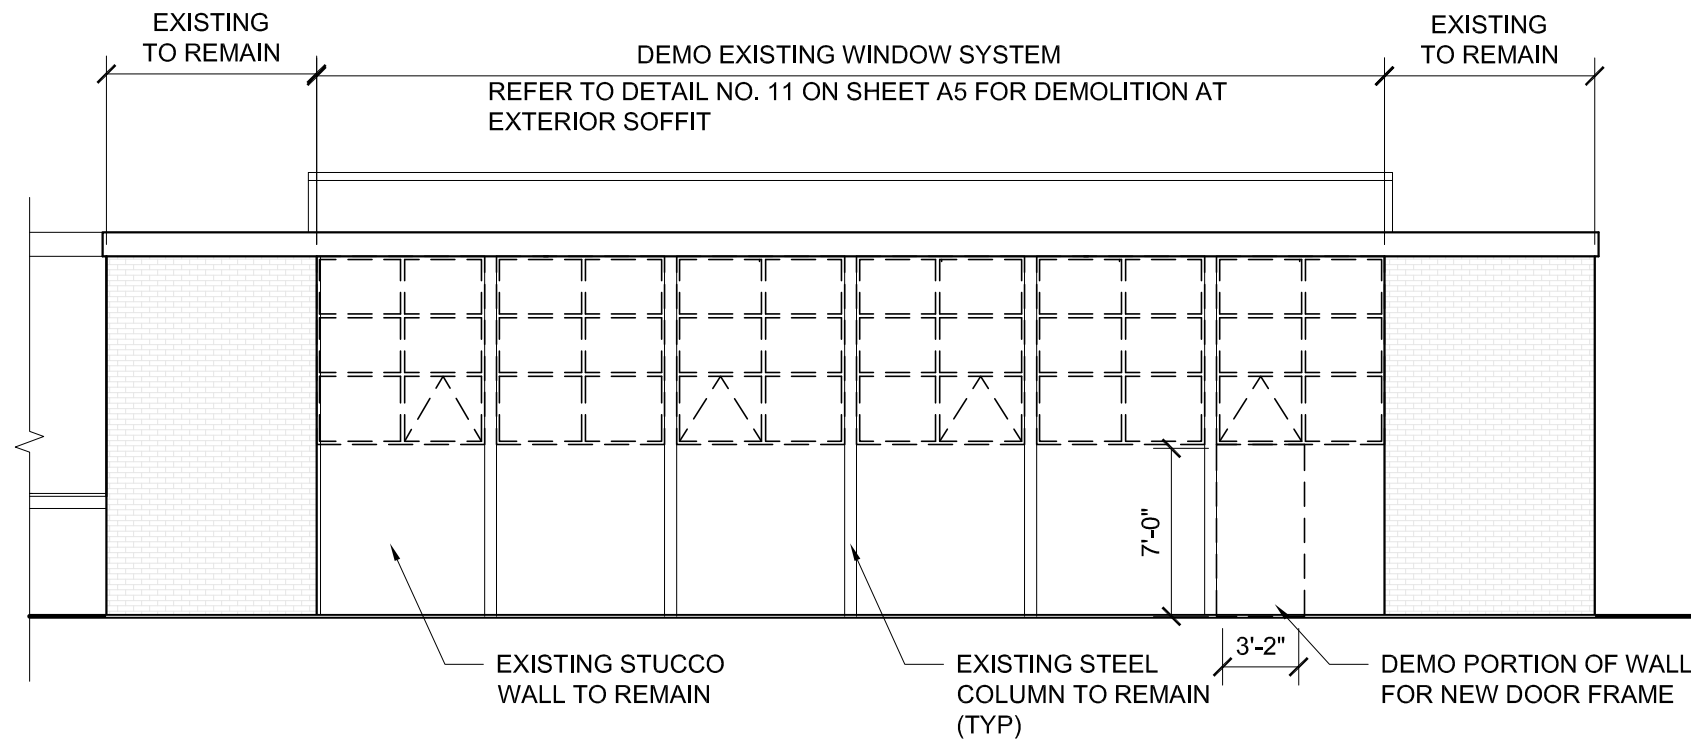 EXISTING
TO REMAIN
DEMO EXISTING WINDOW SYSTEM
REFER TO DETAIL NO. 11 ON SHEET A5 FOR DEMOLITION AT
EXTERIOR SOFFIT
EXISTING
TO REMAIN
7'-0"
3'-2"
EXISTING STUCCO
WALL TO REMAIN
EXISTING STEEL
COLUMN TO REMAIN
(TYP)
DEMO PORTION OF WALL
FOR NEW DOOR FRAME